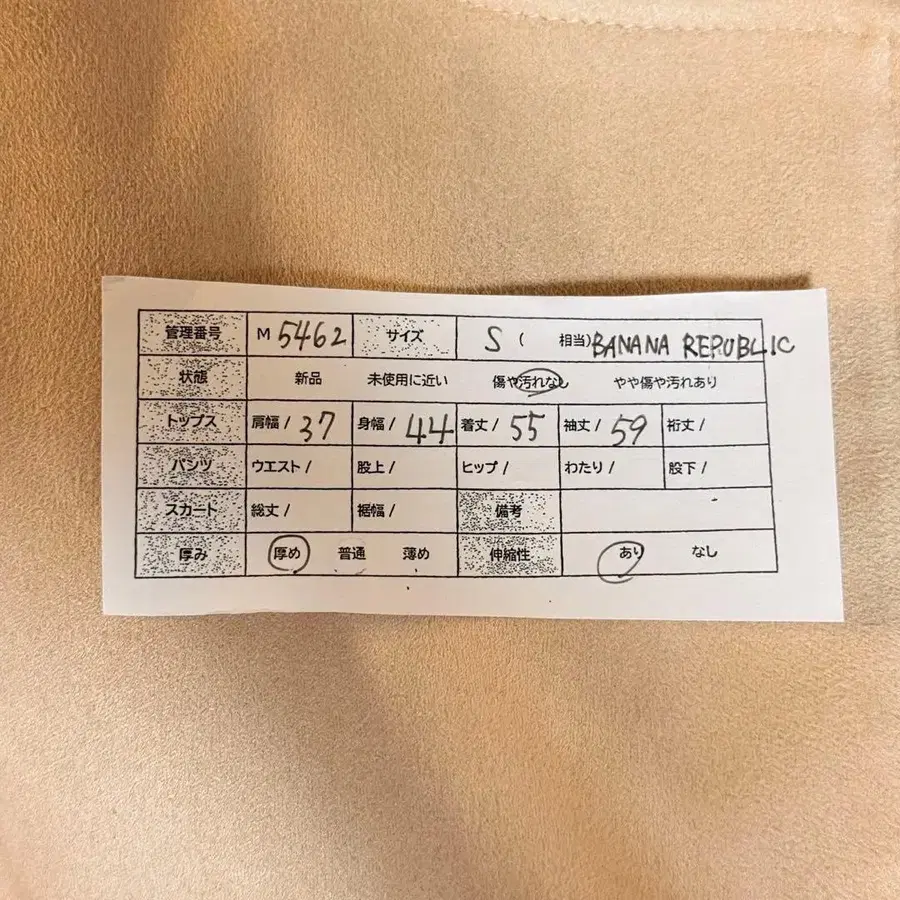 管理番号 M 5462 サイズ S ( 相当) BANANA REPUBLIC
状態 新品 未使用に近い 傷や汚れなし やや傷や汚れあり
トップス 肩幅 / 37 身幅 / 44 着丈 / 55 袖丈 / 59 裄丈 /
パンツ ウエスト / 股上 / ヒップ / わたり / 股下 /
スカート 総丈 / 裾幅 / 備考
厚み 厚め 普通 薄め 伸縮性 あり なし